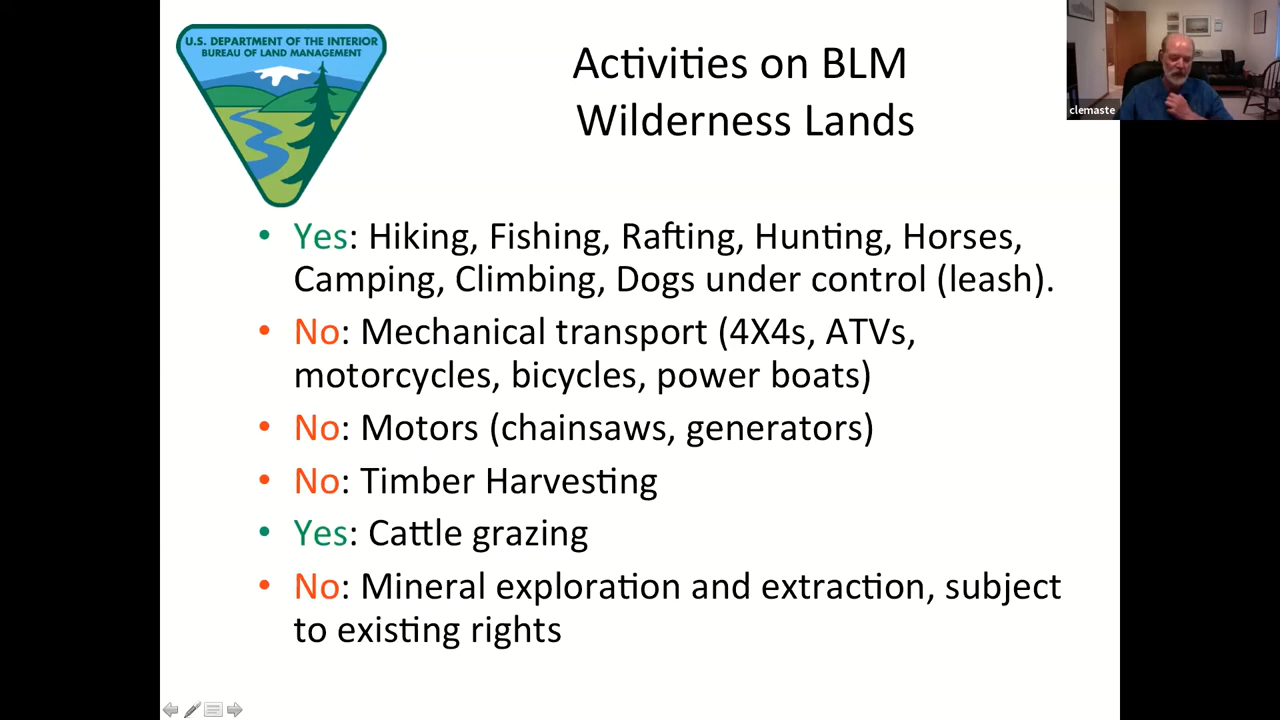 U.S. DEPARTMENT OF THE INTERIOR
BUREAU OF LAND MANAGEMENT
Activities on BLM
Wilderness Lands
clemaste
• Yes: Hiking, Fishing, Rafting, Hunting, Horses,
Camping, Climbing, Dogs under control (leash).
• No: Mechanical transport (4X4s, ATVs,
motorcycles, bicycles, power boats)
• No: Motors (chainsaws, generators)
• No: Timber Harvesting
• Yes: Cattle grazing
• No: Mineral exploration and extraction, subject
to existing rights